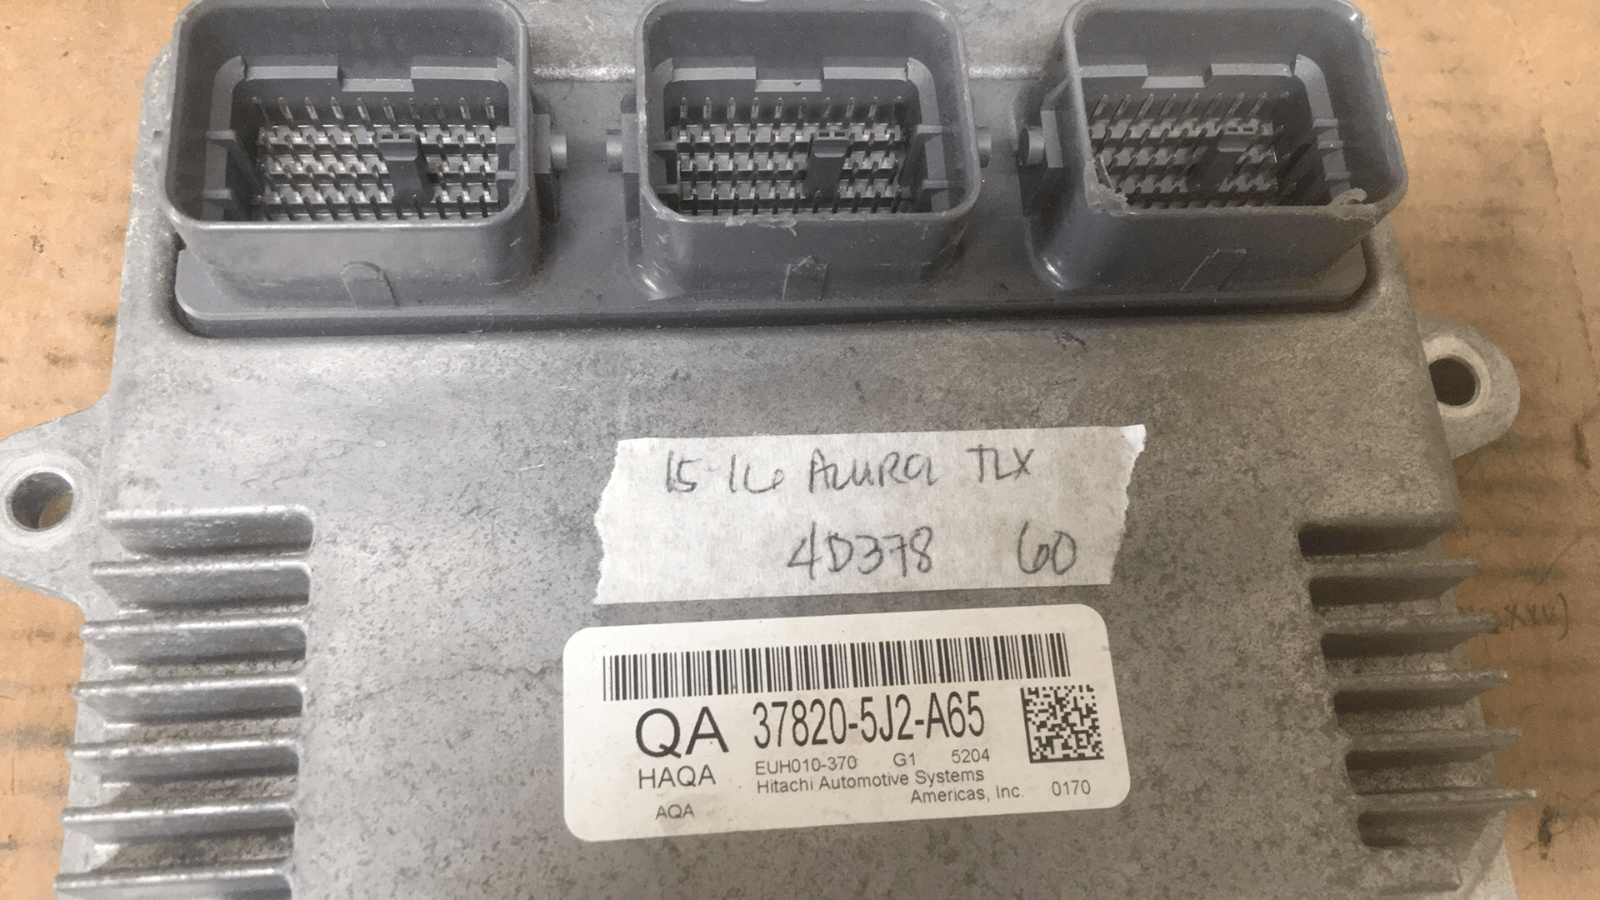 15-16 Acura TLX
4D378 60
QA 37820-5J2-A65
HAQA EUH010-370 G1 5204
Hitachi Automotive Systems
AQA Americas, Inc. 0170